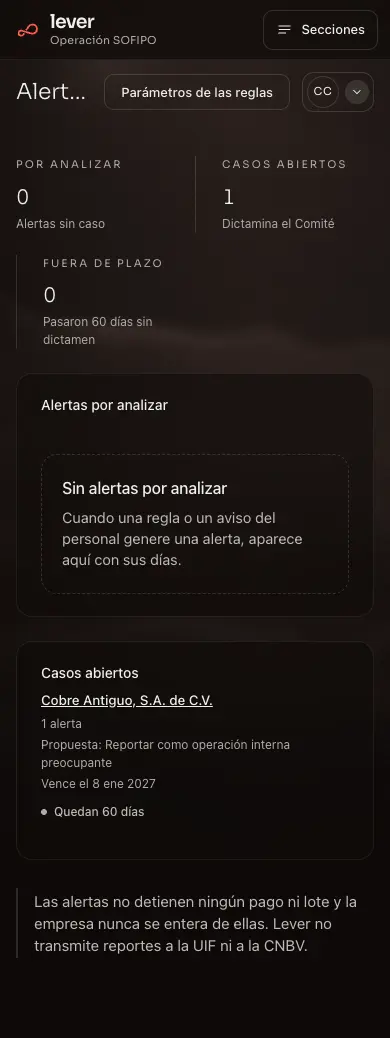 lever
Operación SOFIPO
Secciones
Alert...
Parámetros de las reglas
CC
POR ANALIZAR
0
Alertas sin caso
CASOS ABIERTOS
1
Dictamina el Comité
FUERA DE PLAZO
0
Pasaron 60 días sin
dictamen
Alertas por analizar
Sin alertas por analizar
Cuando una regla o un aviso del
personal genere una alerta, aparece
aquí con sus días.
Casos abiertos
Cobre Antiguo, S.A. de C.V.
1 alerta
Propuesta: Reportar como operación interna
preocupante
Vence el 8 ene 2027
Quedan 60 días
Las alertas no detienen ningún pago ni lote y la
empresa nunca se entera de ellas. Lever no
transmite reportes a la UIF ni a la CNBV.